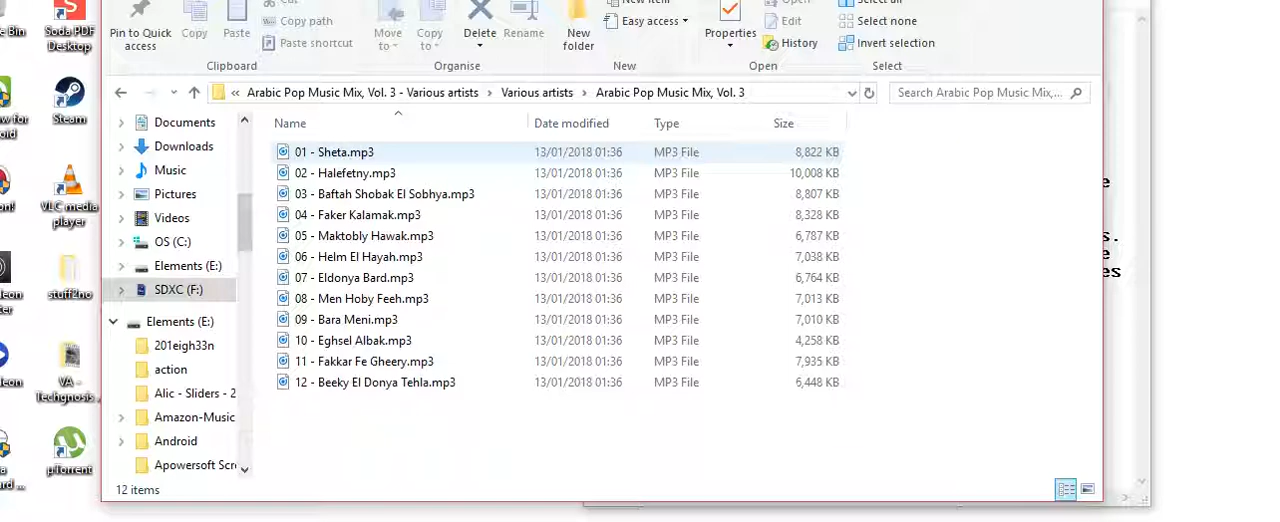 Soda PDF
Desktop
Steam
VLC media
player
stuff2no
VA -
Techgnosis
µTorrent
Pin to Quick
access
Copy
Paste
Copy path
Paste shortcut
Clipboard
Move
to
Copy
to
Delete
Rename
Organise
New
folder
Easy access
New
Properties
Edit
History
Open
Select none
Invert selection
Select
« Arabic Pop Music Mix, Vol. 3 - Various artists › Various artists › Arabic Pop Music Mix, Vol. 3
Search Arabic Pop Music Mix,...
Documents
Downloads
Music
Pictures
Videos
OS (C:)
Elements (E:)
SDXC (F:)
Elements (E:)
201eigh33n
action
Alic - Sliders - 2
Amazon-Music
Android
Apowersoft Scr
Name Date modified Type Size
01 - Sheta.mp3 13/01/2018 01:36 MP3 File 8,822 KB
02 - Halefetny.mp3 13/01/2018 01:36 MP3 File 10,008 KB
03 - Baftah Shobak El Sobhya.mp3 13/01/2018 01:36 MP3 File 8,807 KB
04 - Faker Kalamak.mp3 13/01/2018 01:36 MP3 File 8,328 KB
05 - Maktobly Hawak.mp3 13/01/2018 01:36 MP3 File 6,787 KB
06 - Helm El Hayah.mp3 13/01/2018 01:36 MP3 File 7,038 KB
07 - Eldonya Bard.mp3 13/01/2018 01:36 MP3 File 6,764 KB
08 - Men Hoby Feeh.mp3 13/01/2018 01:36 MP3 File 7,013 KB
09 - Bara Meni.mp3 13/01/2018 01:36 MP3 File 7,010 KB
10 - Eghsel Albak.mp3 13/01/2018 01:36 MP3 File 4,258 KB
11 - Fakkar Fe Gheery.mp3 13/01/2018 01:36 MP3 File 7,935 KB
12 - Beeky El Donya Tehla.mp3 13/01/2018 01:36 MP3 File 6,448 KB
12 items